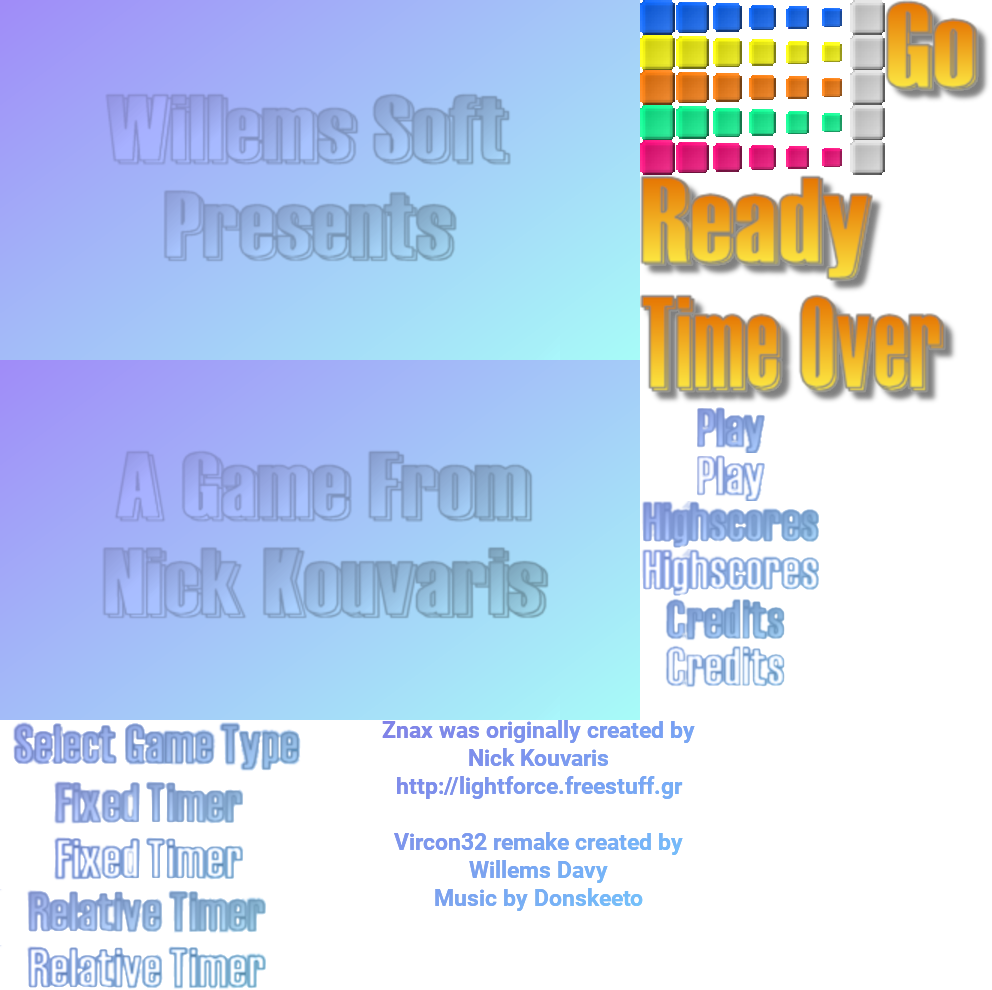 Willems Soft
Presents
Go
Ready
Time Over
A Game From
Nick Kouvaris
Play
Play
Highscores
Highscores
Credits
Credits
Select Game Type
Fixed Timer
Fixed Timer
Relative Timer
Relative Timer
Znax was originally created by
Nick Kouvaris
http://lightforce.freestuff.gr
Vircon32 remake created by
Willems Davy
Music by Donskeeto